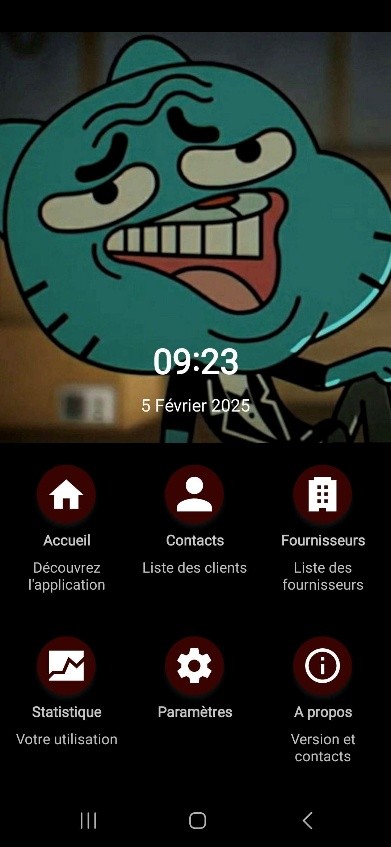 09:23
5 Février 2025
Accueil
Contacts
Fournisseurs
Découvrez
l'application
Liste des clients
Liste des
fournisseurs
Statistique
Paramètres
A propos
Votre utilisation
Version et
contacts